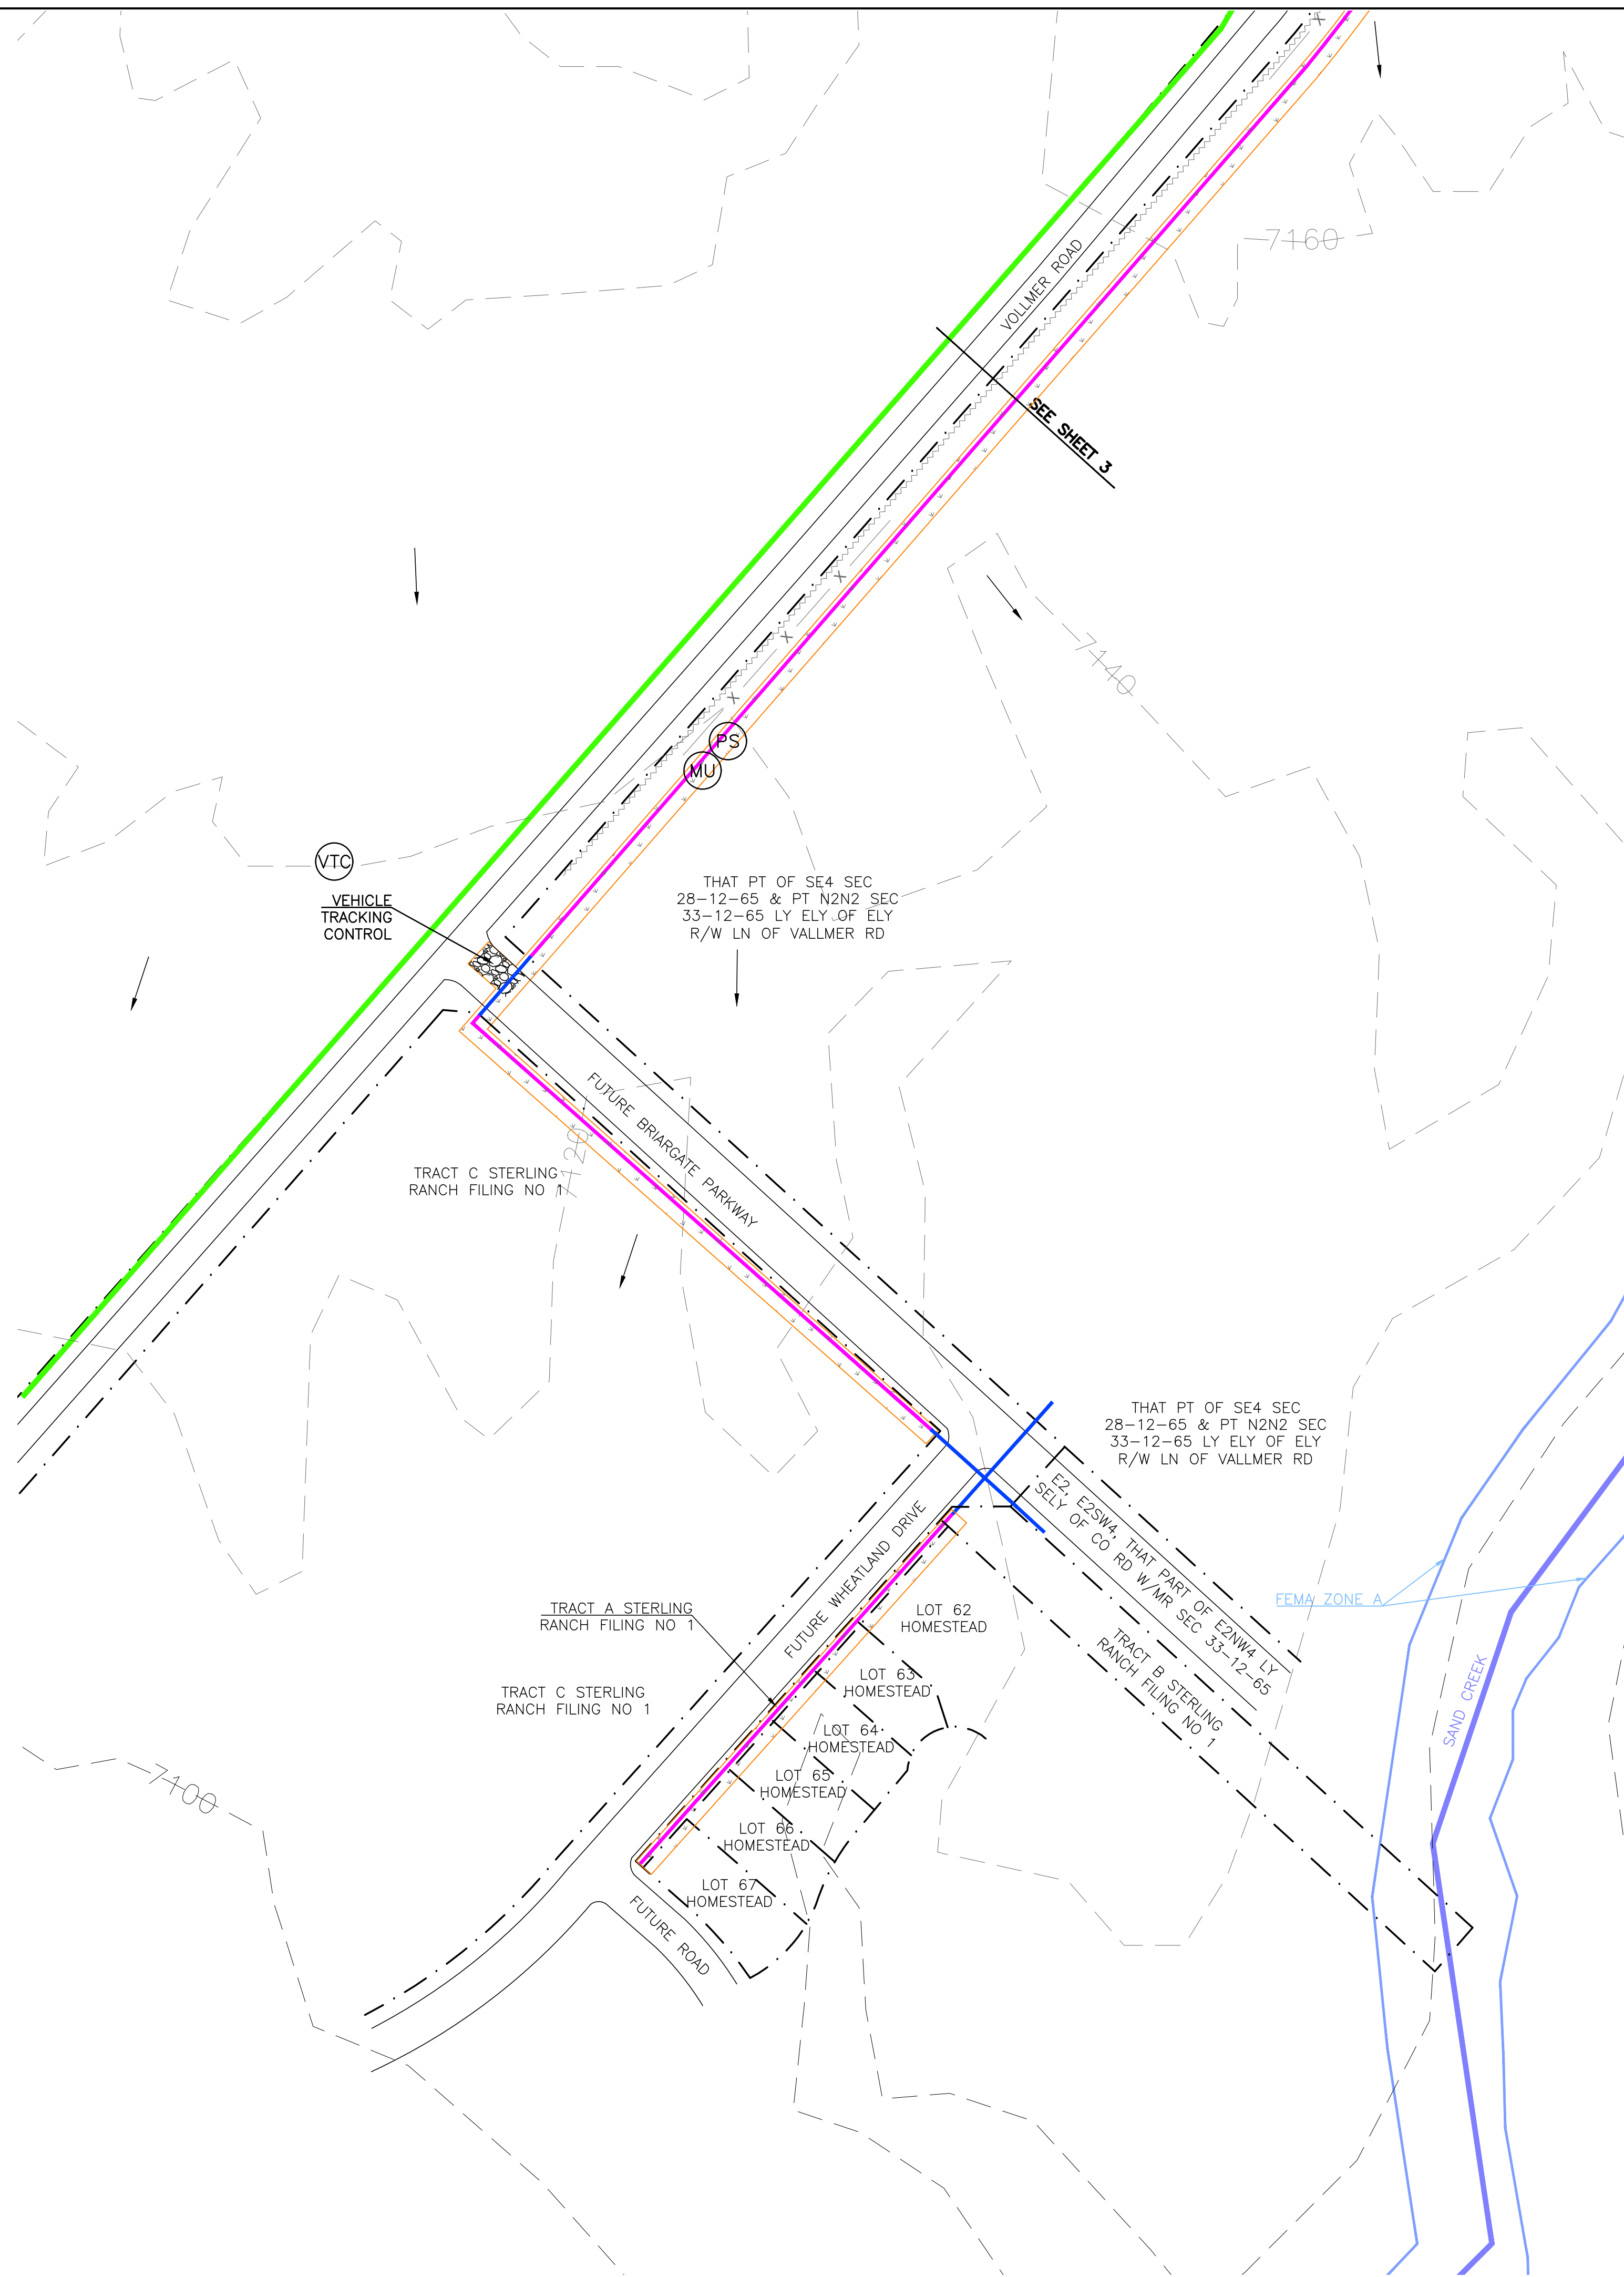 VOLLMER ROAD
7160
SEE SHEET 3
7140
X
X
X
X
PS
MU
VTC
VEHICLE
TRACKING
CONTROL
THAT PT OF SE4 SEC
28-12-65 & PT N2N2 SEC
33-12-65 LY ELY OF ELY
R/W LN OF VALLMER RD
FUTURE BRIARGATE PARKWAY
7120
TRACT C STERLING
RANCH FILING NO 1
THAT PT OF SE4 SEC
28-12-65 & PT N2N2 SEC
33-12-65 LY ELY OF ELY
R/W LN OF VALLMER RD
E2, E2SW4, THAT PART OF E2NW4 LY
SELY OF CO RD W/MR SEC 33-12-65
FEMA ZONE A
FUTURE WHEATLAND DRIVE
TRACT A STERLING
RANCH FILING NO 1
LOT 62
HOMESTEAD
TRACT B STERLING
RANCH FILING NO 1
LOT 63
HOMESTEAD
TRACT C STERLING
RANCH FILING NO 1
SAND CREEK
LOT 64
HOMESTEAD
LOT 65
HOMESTEAD
7100
LOT 66
HOMESTEAD
LOT 67
HOMESTEAD
FUTURE ROAD